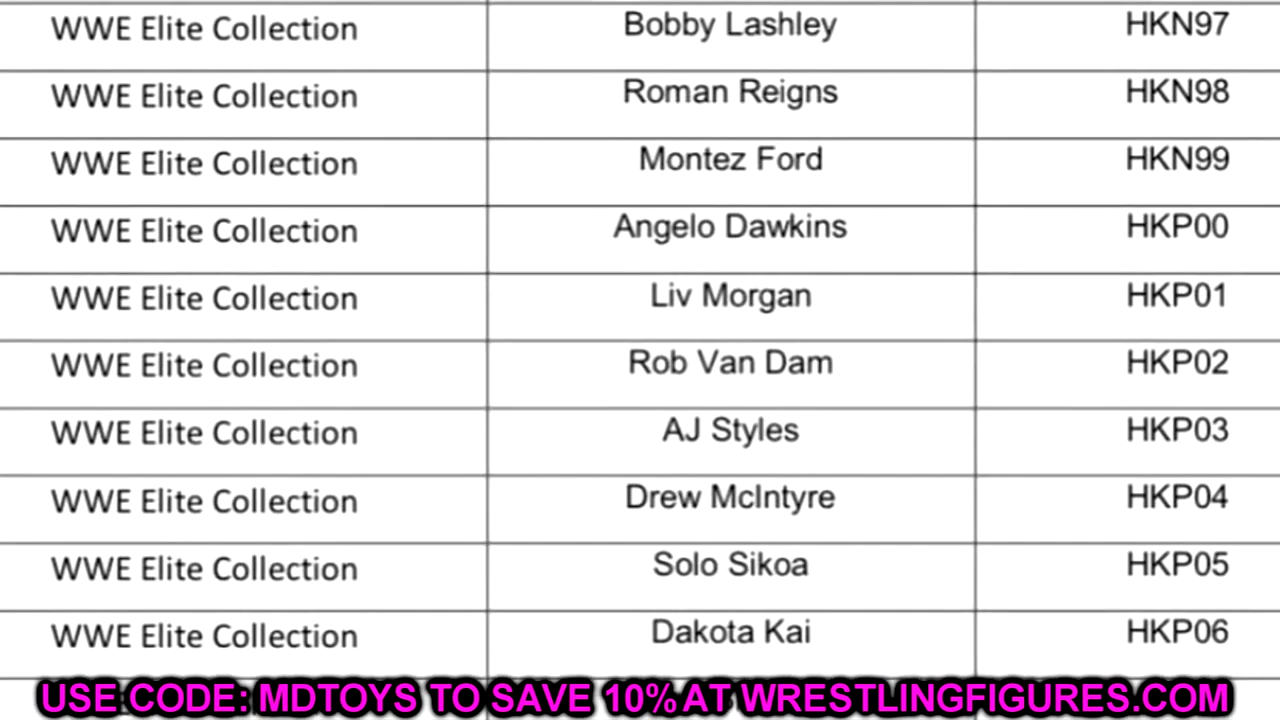 WWE Elite Collection Bobby Lashley HKN97
WWE Elite Collection Roman Reigns HKN98
WWE Elite Collection Montez Ford HKN99
WWE Elite Collection Angelo Dawkins HKP00
WWE Elite Collection Liv Morgan HKP01
WWE Elite Collection Rob Van Dam HKP02
WWE Elite Collection AJ Styles HKP03
WWE Elite Collection Drew McIntyre HKP04
WWE Elite Collection Solo Sikoa HKP05
WWE Elite Collection Dakota Kai HKP06
USE CODE: MDTOYS TO SAVE 10% AT WRESTLINGFIGURES.COM